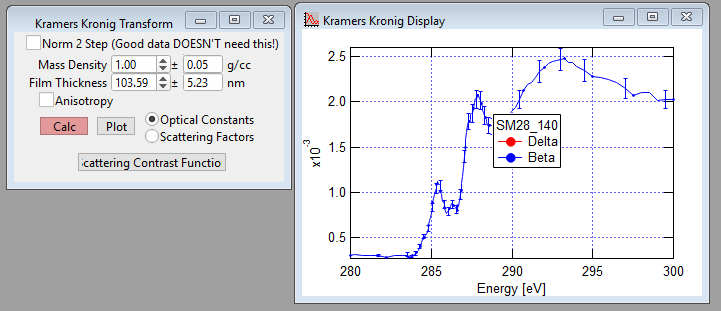 Kramers Kronig Transform
Norm 2 Step (Good data DOESN'T need this!)
Mass Density 1.00 ± 0.05 g/cc
Film Thickness 103.59 ± 5.23 nm
Anisotropy
Calc Plot Optical Constants
Scattering Factors
cattering Contrast Functio
Kramers Kronig Display
2.5
2.0
1.5
1.0
0.5
x10⁻³
SM28_140
Delta
Beta
280 285 290 295 300
Energy [eV]